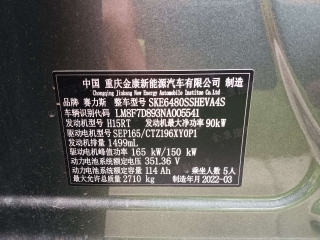 中国 重庆金康新能源汽车有限公司 制造
Chongqing Jinkang New Energy Automobile Institue Co., Ltd
品牌 赛力斯 整车型号 SKE6480SSHEVA4S
车辆识别代码 LM8F7D893NA005541
发动机型号 H15RT 发动机最大净功率 90kW
驱动电机型号 SEP165/CTZ196XY0P1
发动机排量 1499mL
驱动电机峰值功率 165 kW/150 kW
动力电池系统额定电压 351.36 V
动力电池系统额定容量 114 Ah 乘坐人数 5人
最大允许总质量 2710 kg 制造年月 2022-03